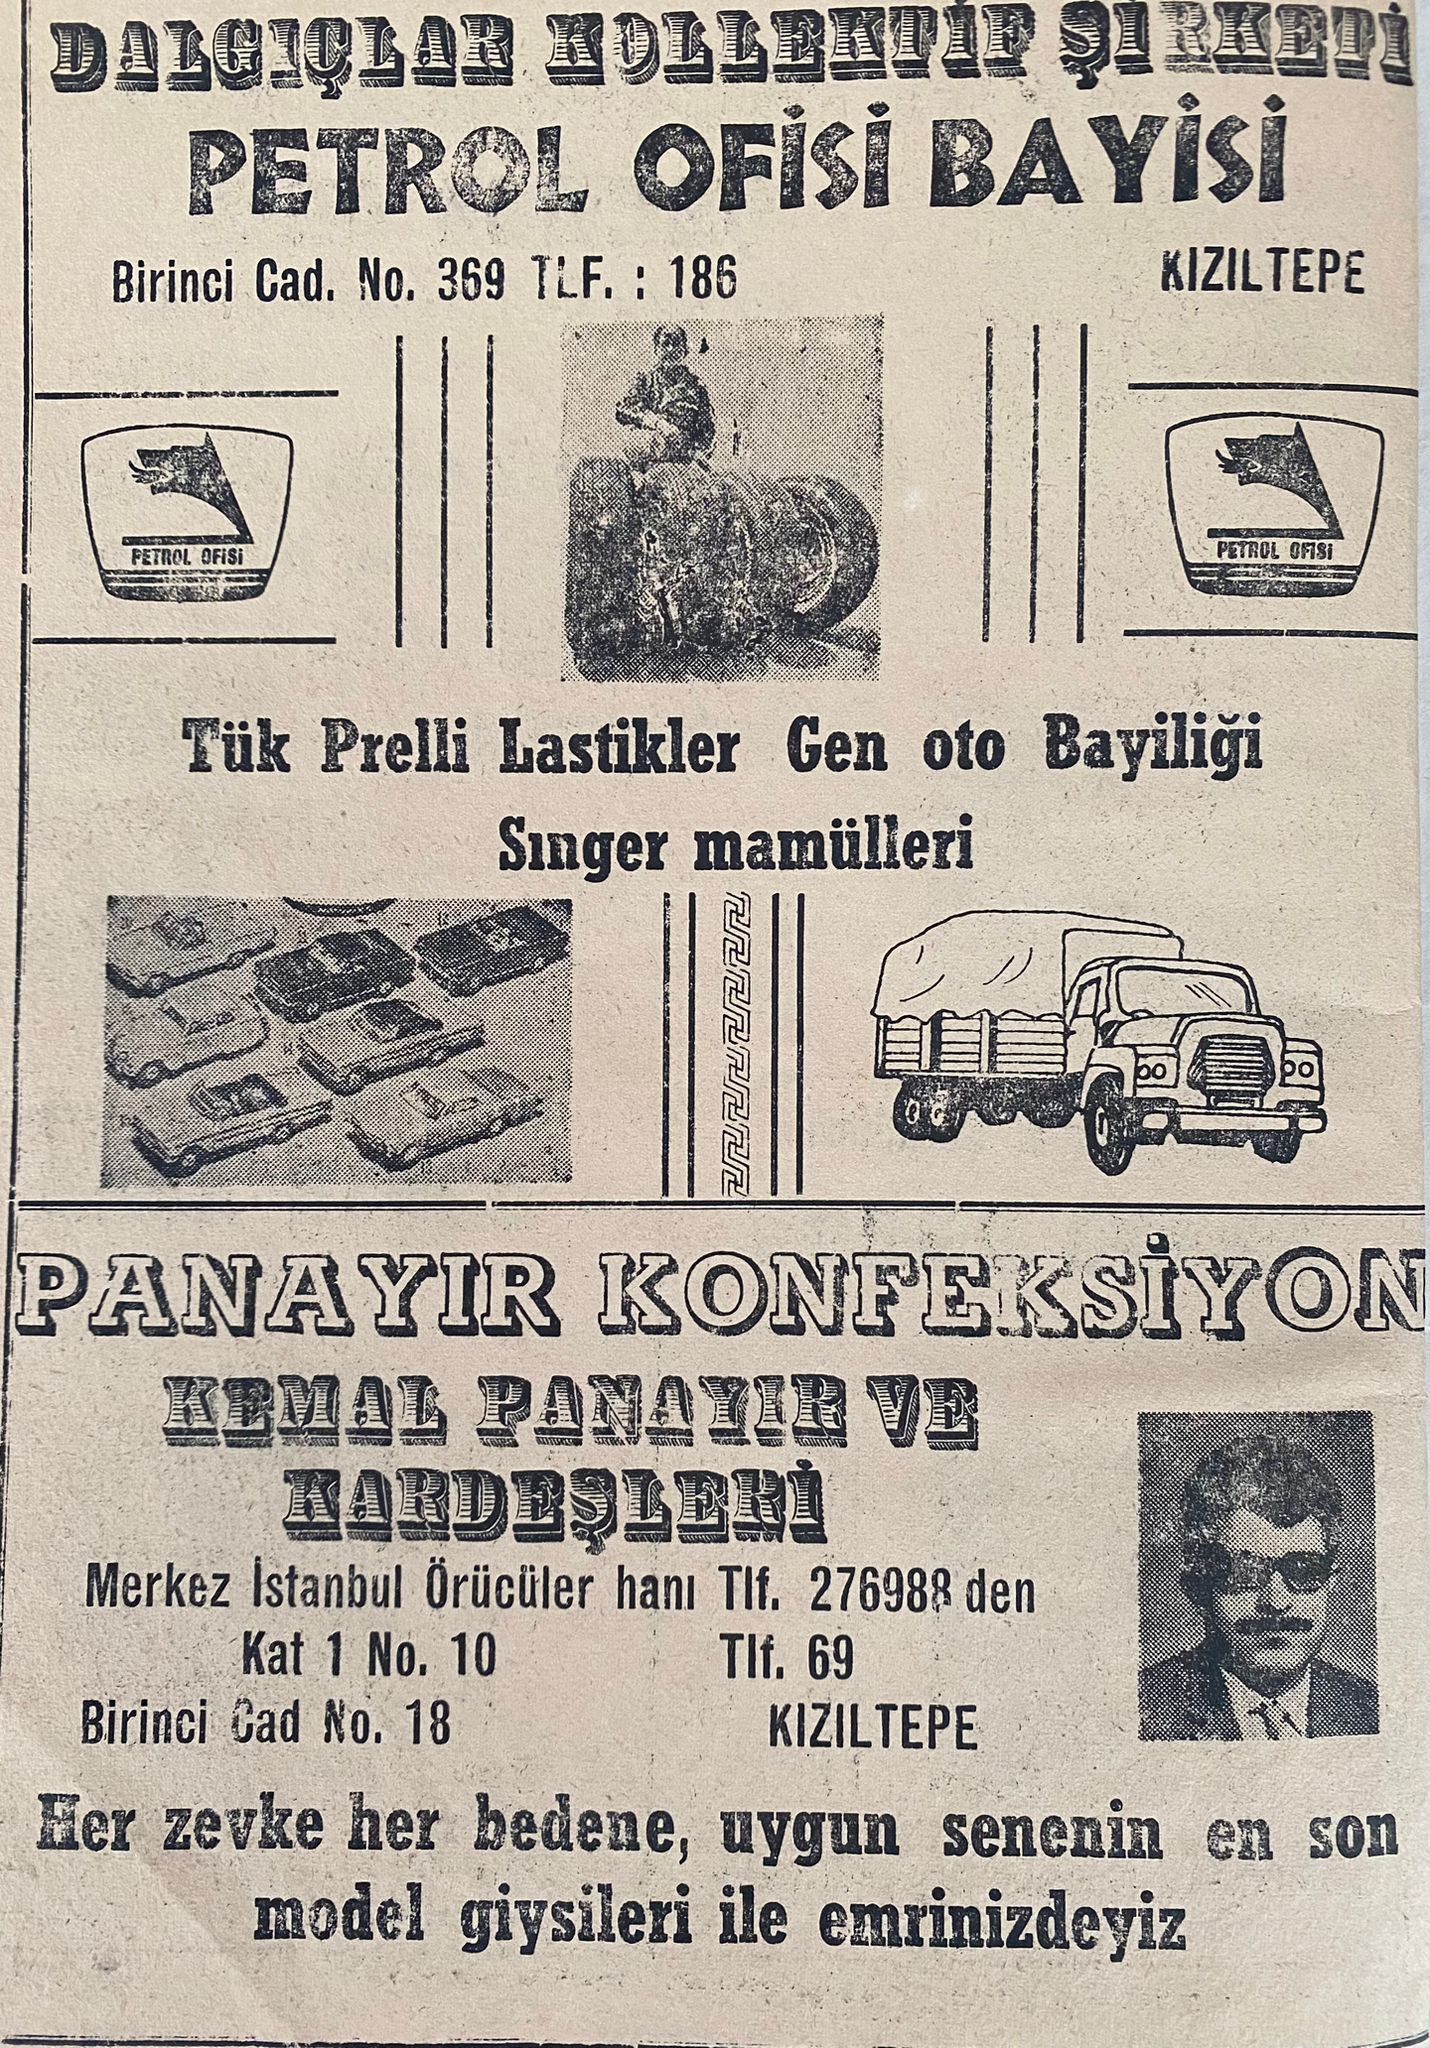 DALGIÇLAR KOLLEKTİF ŞİRKETİ
PETROL OFİSİ BAYİSİ
Birinci Cad. No. 369 TLF. : 186 KIZILTEPE
PETROL OFİSİ
PETROL OFİSİ
Tük Prelli Lastikler Gen oto Bayiliği
Sınger mamülleri
PANAYIR KONFEKSİYON
KEMAL PANAYIR VE
KARDEŞLERİ
Merkez İstanbul Örücüler hanı Tlf. 276988 den
Kat 1 No. 10 Tlf. 69
Birinci Cad No. 18 KIZILTEPE
Her zevke her bedene, uygun senenin en son
model giysileri ile emrinizdeyiz